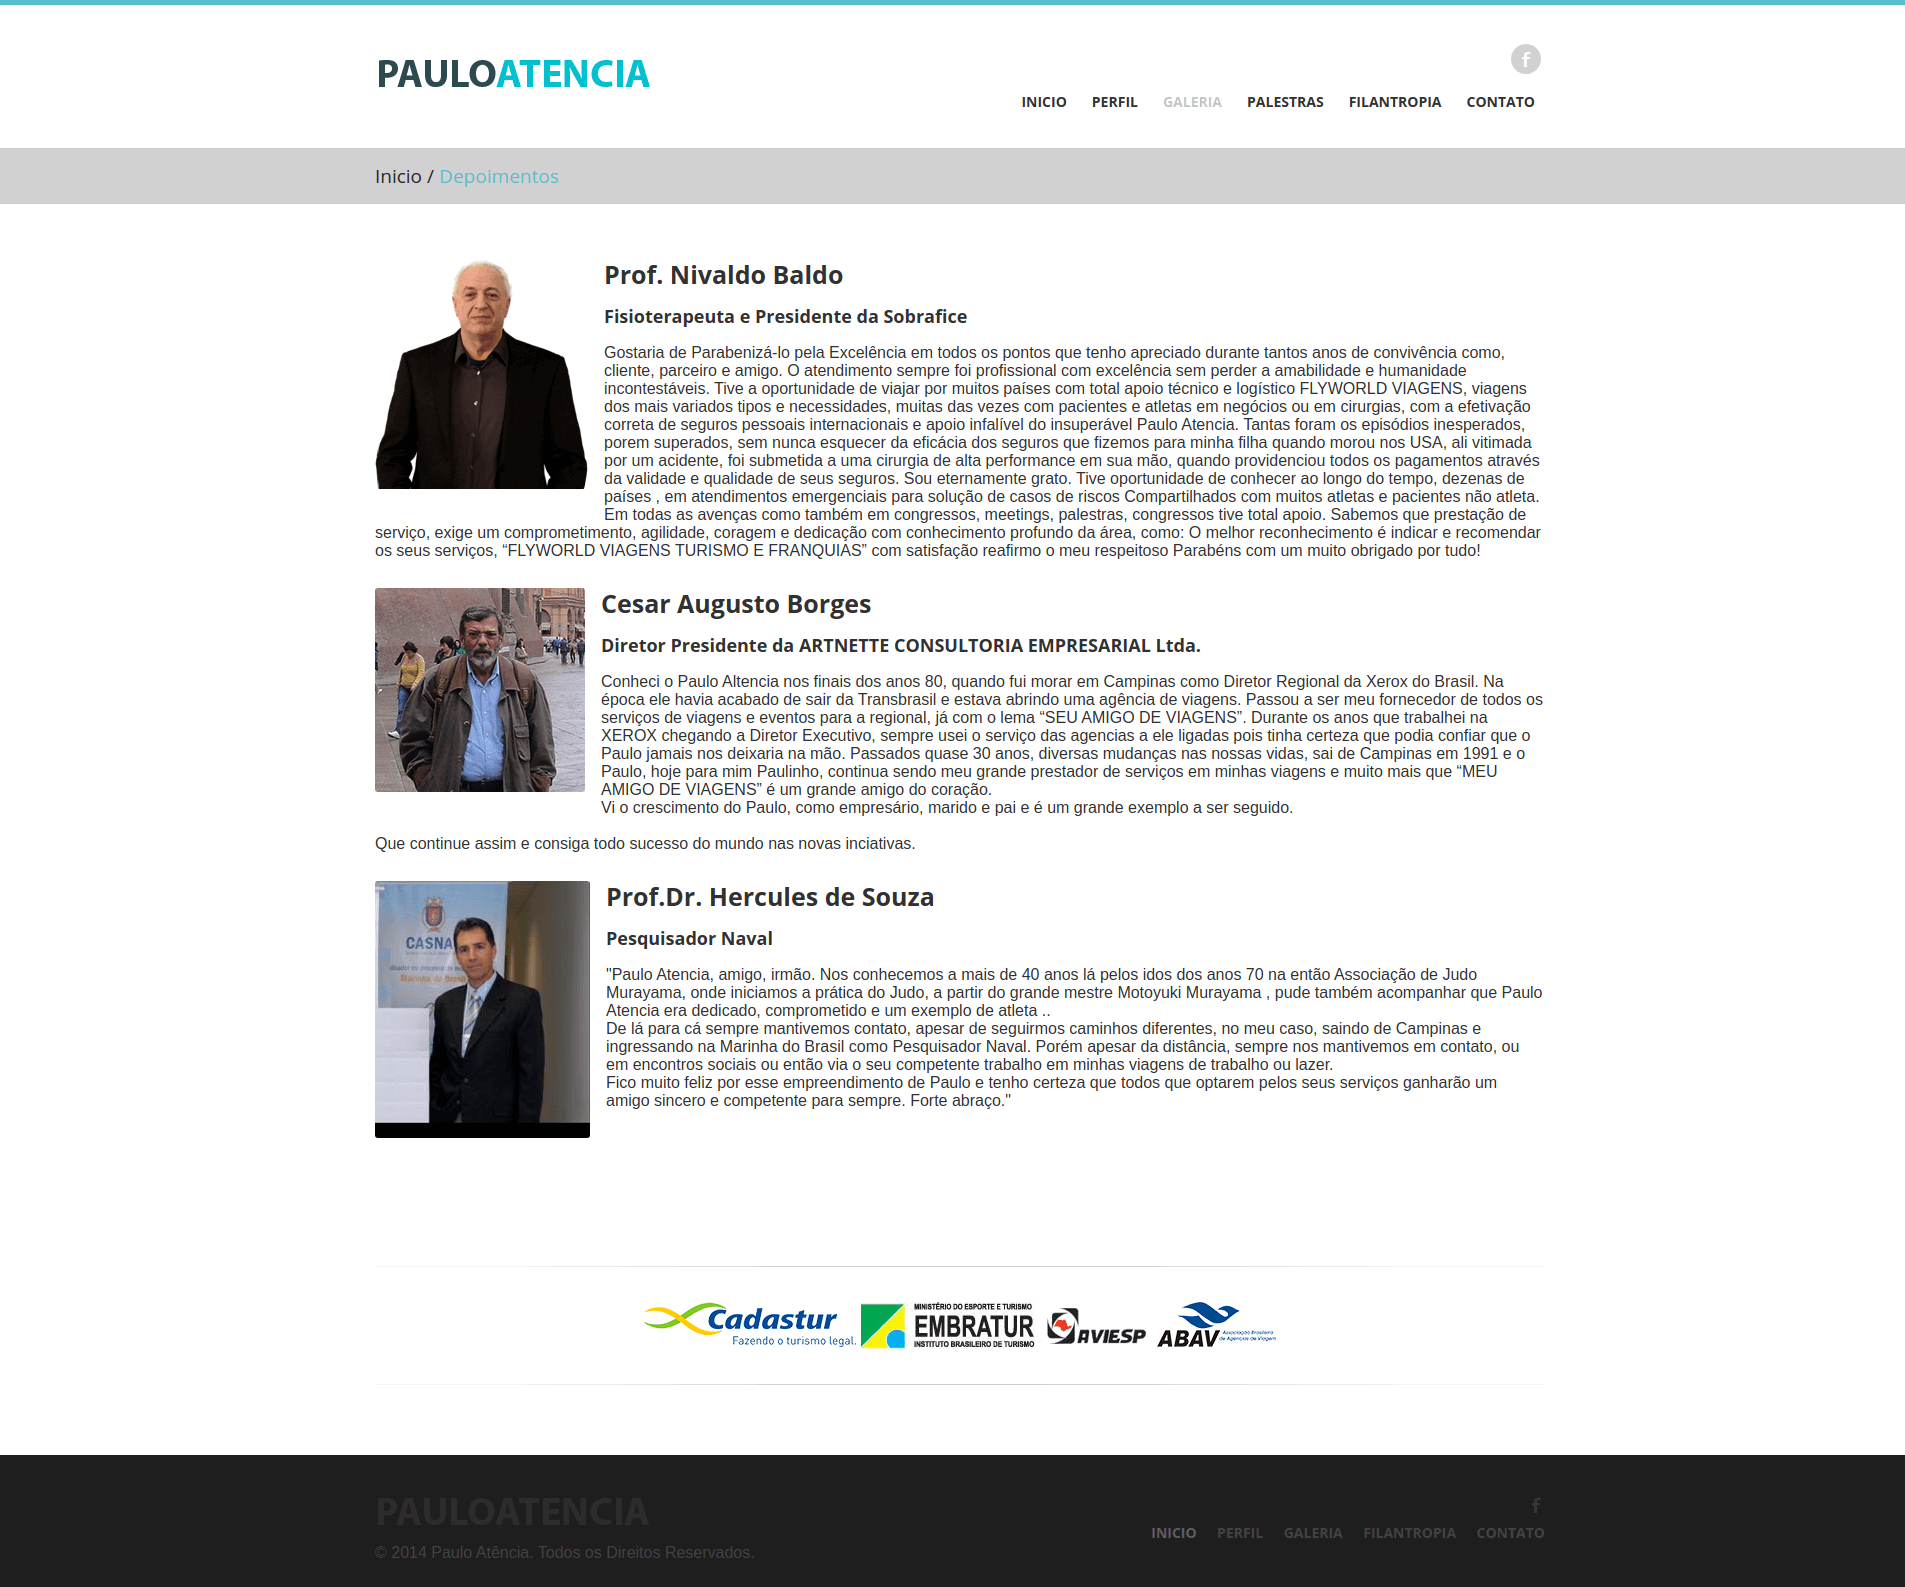 PAULOATENCIA
INICIO PERFIL GALERIA PALESTRAS FILANTROPIA CONTATO
Inicio / Depoimentos
Prof. Nivaldo Baldo
Fisioterapeuta e Presidente da Sobrafice
Gostaria de Parabenizá-lo pela Excelência em todos os pontos que tenho apreciado durante tantos anos de convivência como,
cliente, parceiro e amigo. O atendimento sempre foi profissional com excelência sem perder a amabilidade e humanidade
incontestáveis. Tive a oportunidade de viajar por muitos países com total apoio técnico e logístico FLYWORLD VIAGENS, viagens
dos mais variados tipos e necessidades, muitas das vezes com pacientes e atletas em negócios ou em cirurgias, com a efetivação
correta de seguros pessoais internacionais e apoio infalível do insuperável Paulo Atencia. Tantas foram os episódios inesperados,
porem superados, sem nunca esquecer da eficácia dos seguros que fizemos para minha filha quando morou nos USA, ali vitimada
por um acidente, foi submetida a uma cirurgia de alta performance em sua mão, quando providenciou todos os pagamentos através
da validade e qualidade de seus seguros. Sou eternamente grato. Tive oportunidade de conhecer ao longo do tempo, dezenas de
países , em atendimentos emergenciais para solução de casos de riscos Compartilhados com muitos atletas e pacientes não atleta.
Em todas as avenças como também em congressos, meetings, palestras, congressos tive total apoio. Sabemos que prestação de
serviço, exige um comprometimento, agilidade, coragem e dedicação com conhecimento profundo da área, como: O melhor reconhecimento é indicar e recomendar
os seus serviços, “FLYWORLD VIAGENS TURISMO E FRANQUIAS” com satisfação reafirmo o meu respeitoso Parabéns com um muito obrigado por tudo!
Cesar Augusto Borges
Diretor Presidente da ARTNETTE CONSULTORIA EMPRESARIAL Ltda.
Conheci o Paulo Altencia nos finais dos anos 80, quando fui morar em Campinas como Diretor Regional da Xerox do Brasil. Na
época ele havia acabado de sair da Transbrasil e estava abrindo uma agência de viagens. Passou a ser meu fornecedor de todos os
serviços de viagens e eventos para a regional, já com o lema “SEU AMIGO DE VIAGENS”. Durante os anos que trabalhei na
XEROX chegando a Diretor Executivo, sempre usei o serviço das agencias a ele ligadas pois tinha certeza que podia confiar que o
Paulo jamais nos deixaria na mão. Passados quase 30 anos, diversas mudanças nas nossas vidas, sai de Campinas em 1991 e o
Paulo, hoje para mim Paulinho, continua sendo meu grande prestador de serviços em minhas viagens e muito mais que “MEU
AMIGO DE VIAGENS” é um grande amigo do coração.
Vi o crescimento do Paulo, como empresário, marido e pai e é um grande exemplo a ser seguido.
Que continue assim e consiga todo sucesso do mundo nas novas inciativas.
CASNA
Marinha do Brasil
Prof.Dr. Hercules de Souza
Pesquisador Naval
"Paulo Atencia, amigo, irmão. Nos conhecemos a mais de 40 anos lá pelos idos dos anos 70 na então Associação de Judo
Murayama, onde iniciamos a prática do Judo, a partir do grande mestre Motoyuki Murayama , pude também acompanhar que Paulo
Atencia era dedicado, comprometido e um exemplo de atleta ..
De lá para cá sempre mantivemos contato, apesar de seguirmos caminhos diferentes, no meu caso, saindo de Campinas e
ingressando na Marinha do Brasil como Pesquisador Naval. Porém apesar da distância, sempre nos mantivemos em contato, ou
em encontros sociais ou então via o seu competente trabalho em minhas viagens de trabalho ou lazer.
Fico muito feliz por esse empreendimento de Paulo e tenho certeza que todos que optarem pelos seus serviços ganharão um
amigo sincero e competente para sempre. Forte abraço."
Cadastur
Fazendo o turismo legal.
MINISTÉRIO DO ESPORTE E TURISMO
EMBRATUR
INSTITUTO BRASILEIRO DE TURISMO
AVIESP
ABAV
Associação Brasileira
de Agências de Viagem
PAULOATENCIA
INICIO PERFIL GALERIA FILANTROPIA CONTATO
© 2014 Paulo Atência. Todos os Direitos Reservados.